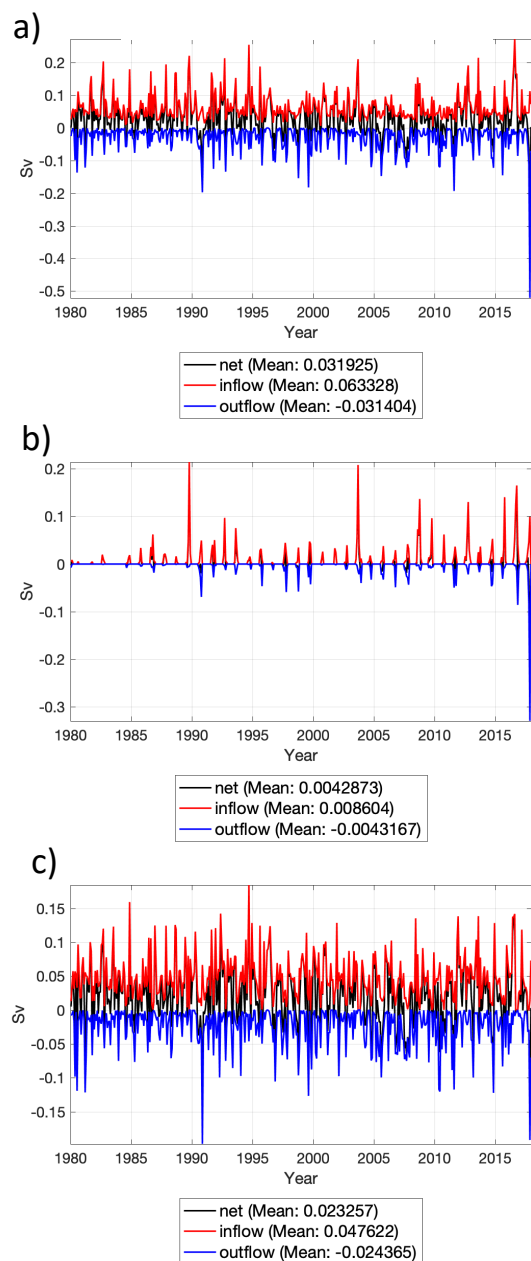 a)
0.2
0.1
0
-0.1
-0.2
-0.3
-0.4
-0.5
Sv
1980 1985 1990 1995 2000 2005 2010 2015
Year
net (Mean: 0.031925)
inflow (Mean: 0.063328)
outflow (Mean: -0.031404)
b)
0.2
0.1
0
-0.1
-0.2
-0.3
Sv
1980 1985 1990 1995 2000 2005 2010 2015
Year
net (Mean: 0.0042873)
inflow (Mean: 0.008604)
outflow (Mean: -0.0043167)
c)
0.15
0.1
0.05
0
-0.05
-0.1
-0.15
Sv
1980 1985 1990 1995 2000 2005 2010 2015
Year
net (Mean: 0.023257)
inflow (Mean: 0.047622)
outflow (Mean: -0.024365)